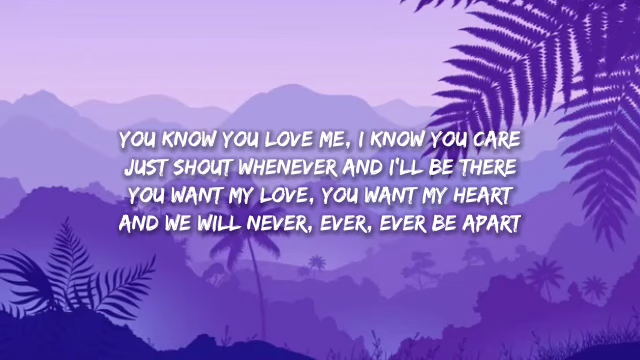 YOU KNOW YOU LOVE ME, I KNOW YOU CARE
JUST SHOUT WHENEVER AND I'LL BE THERE
YOU WANT MY LOVE, YOU WANT MY HEART
AND WE WILL NEVER, EVER, EVER BE APART